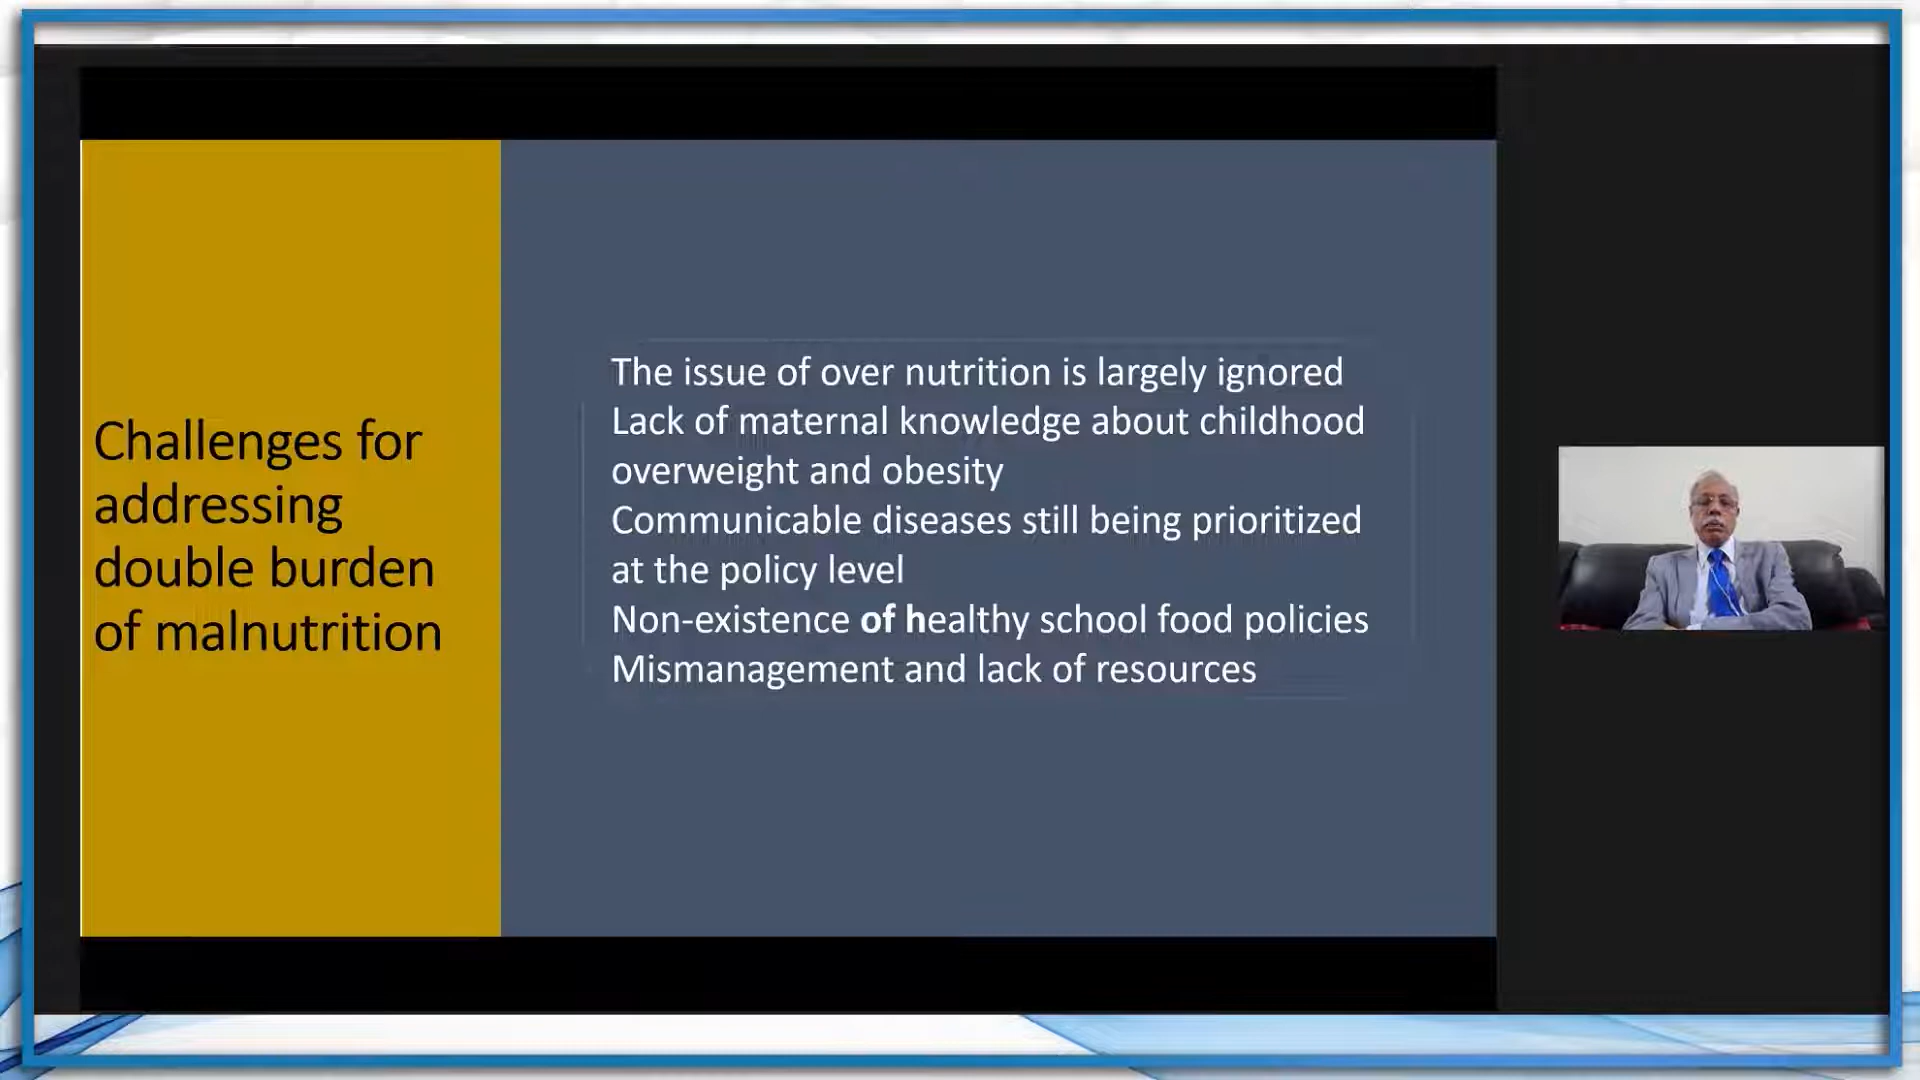 Challenges for
addressing
double burden
of malnutrition
The issue of over nutrition is largely ignored
Lack of maternal knowledge about childhood
overweight and obesity
Communicable diseases still being prioritized
at the policy level
Non-existence of healthy school food policies
Mismanagement and lack of resources